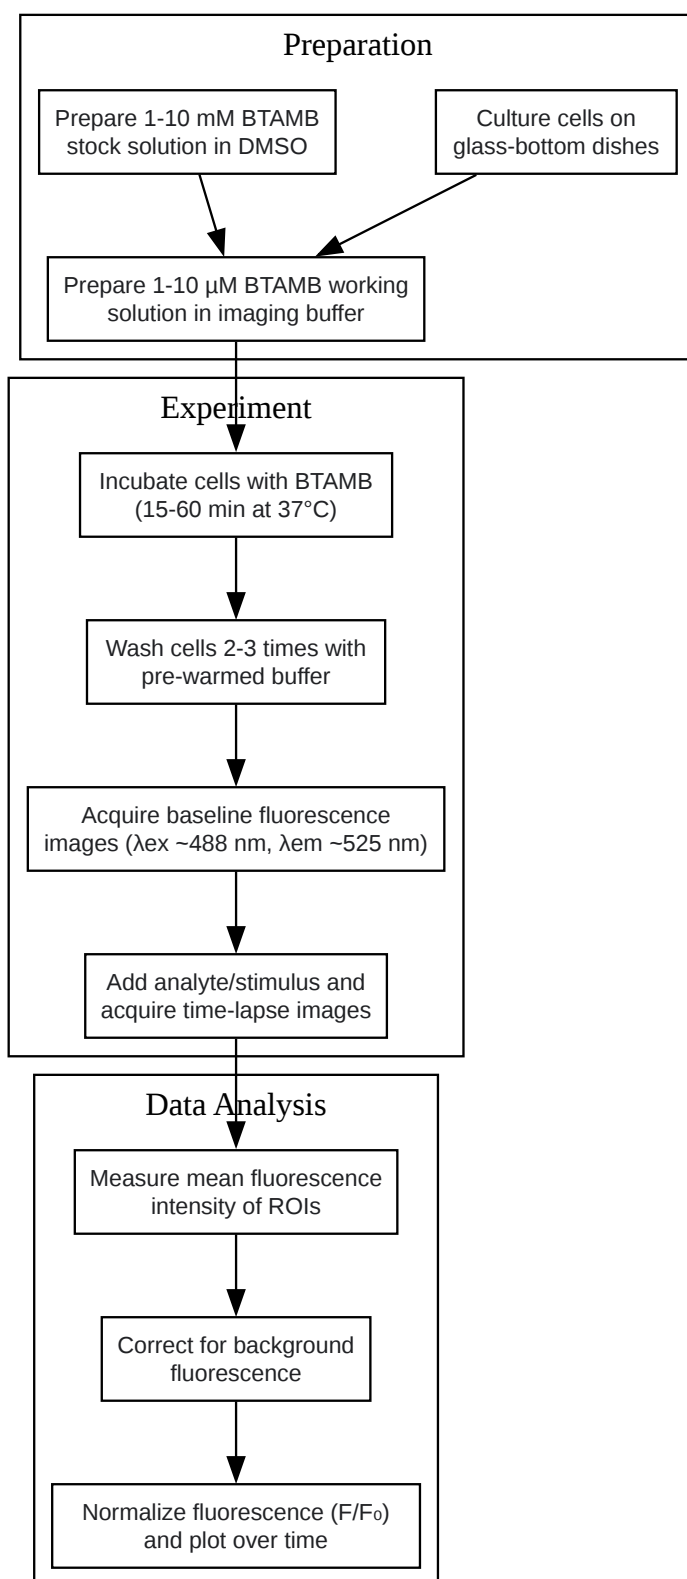 Preparation
Prepare 1-10 mM BTAMB
stock solution in DMSO
Culture cells on
glass-bottom dishes
Prepare 1-10 µM BTAMB working
solution in imaging buffer
Experiment
Incubate cells with BTAMB
(15-60 min at 37°C)
Wash cells 2-3 times with
pre-warmed buffer
Acquire baseline fluorescence
images (λex ~488 nm, λem ~525 nm)
Add analyte/stimulus and
acquire time-lapse images
Data Analysis
Measure mean fluorescence
intensity of ROIs
Correct for background
fluorescence
Normalize fluorescence (F/F₀)
and plot over time